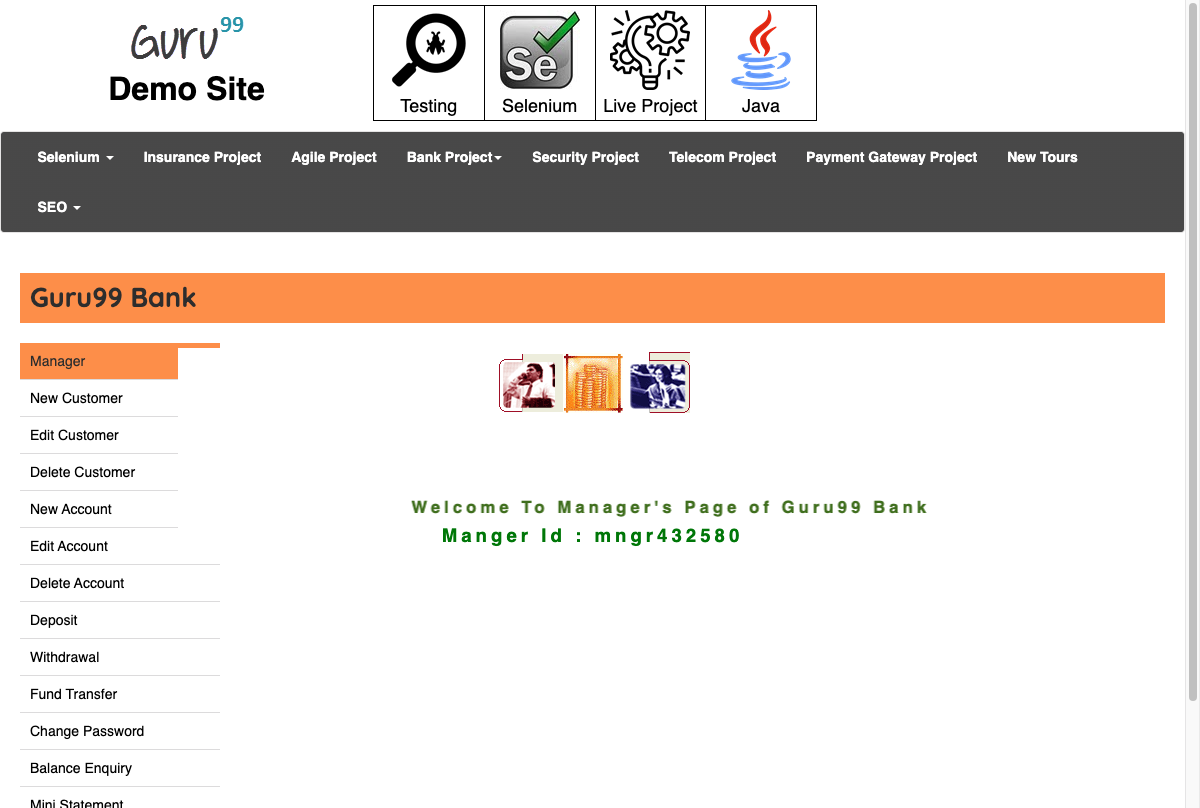 Guru99
Demo Site
Testing
Se
Selenium
Live Project
Java
Selenium
Insurance Project
Agile Project
Bank Project
Security Project
Telecom Project
Payment Gateway Project
New Tours
SEO
Guru99 Bank
Manager
New Customer
Edit Customer
Delete Customer
New Account
Edit Account
Delete Account
Deposit
Withdrawal
Fund Transfer
Change Password
Balance Enquiry
Mini Statement
Welcome To Manager's Page of Guru99 Bank
Manger Id : mngr432580